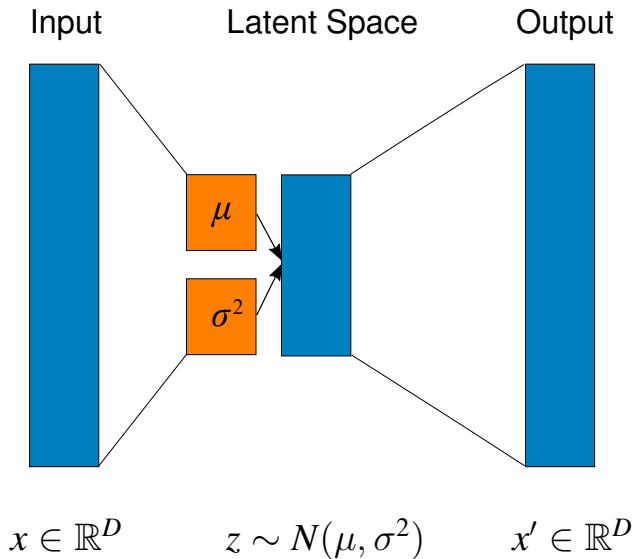 Input Latent Space Output
μ
σ²
x ∈ ℝᴰ z ∼ N(μ, σ²) x′ ∈ ℝᴰ